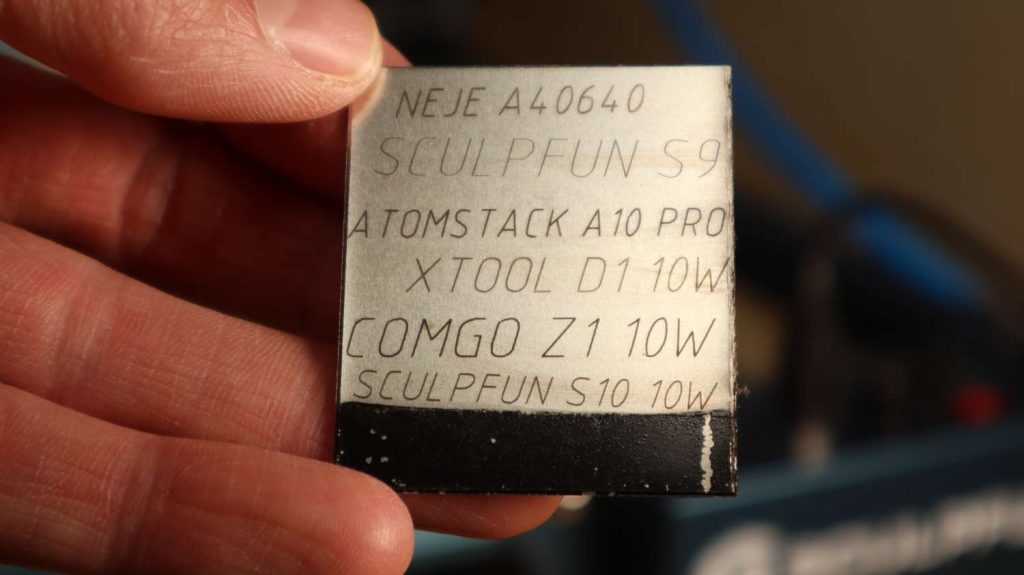 NEJE A40640
SCULPFUN S9
ATOMSTACK A10 PRO
XTOOL D1 10W
COMGO Z1 10W
SCULPFUN S10 10W